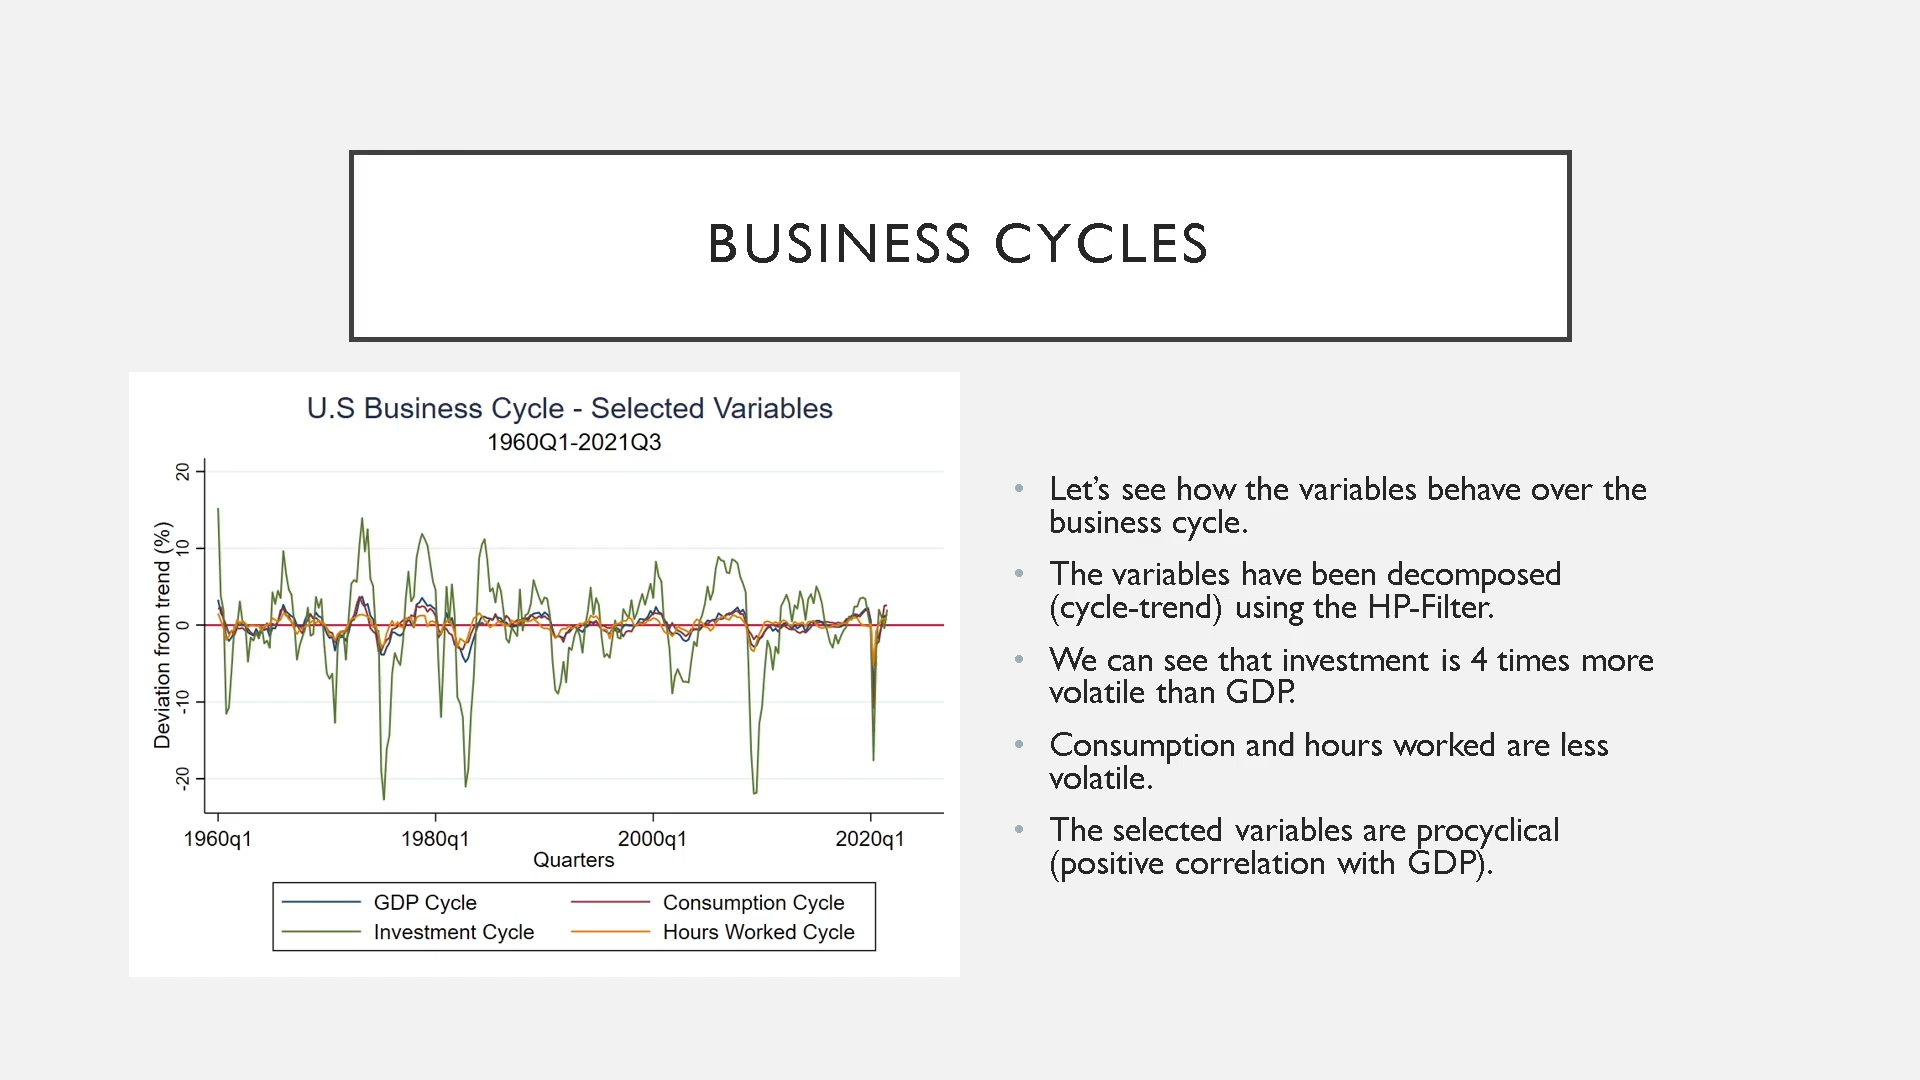 BUSINESS CYCLES
U.S Business Cycle - Selected Variables
1960Q1-2021Q3
Deviation from trend (%)
20
10
0
-10
-20
1960q1 1980q1 2000q1 2020q1
Quarters
GDP Cycle Consumption Cycle
Investment Cycle Hours Worked Cycle
• Let’s see how the variables behave over the
business cycle.
• The variables have been decomposed
(cycle-trend) using the HP-Filter.
• We can see that investment is 4 times more
volatile than GDP.
• Consumption and hours worked are less
volatile.
• The selected variables are procyclical
(positive correlation with GDP).